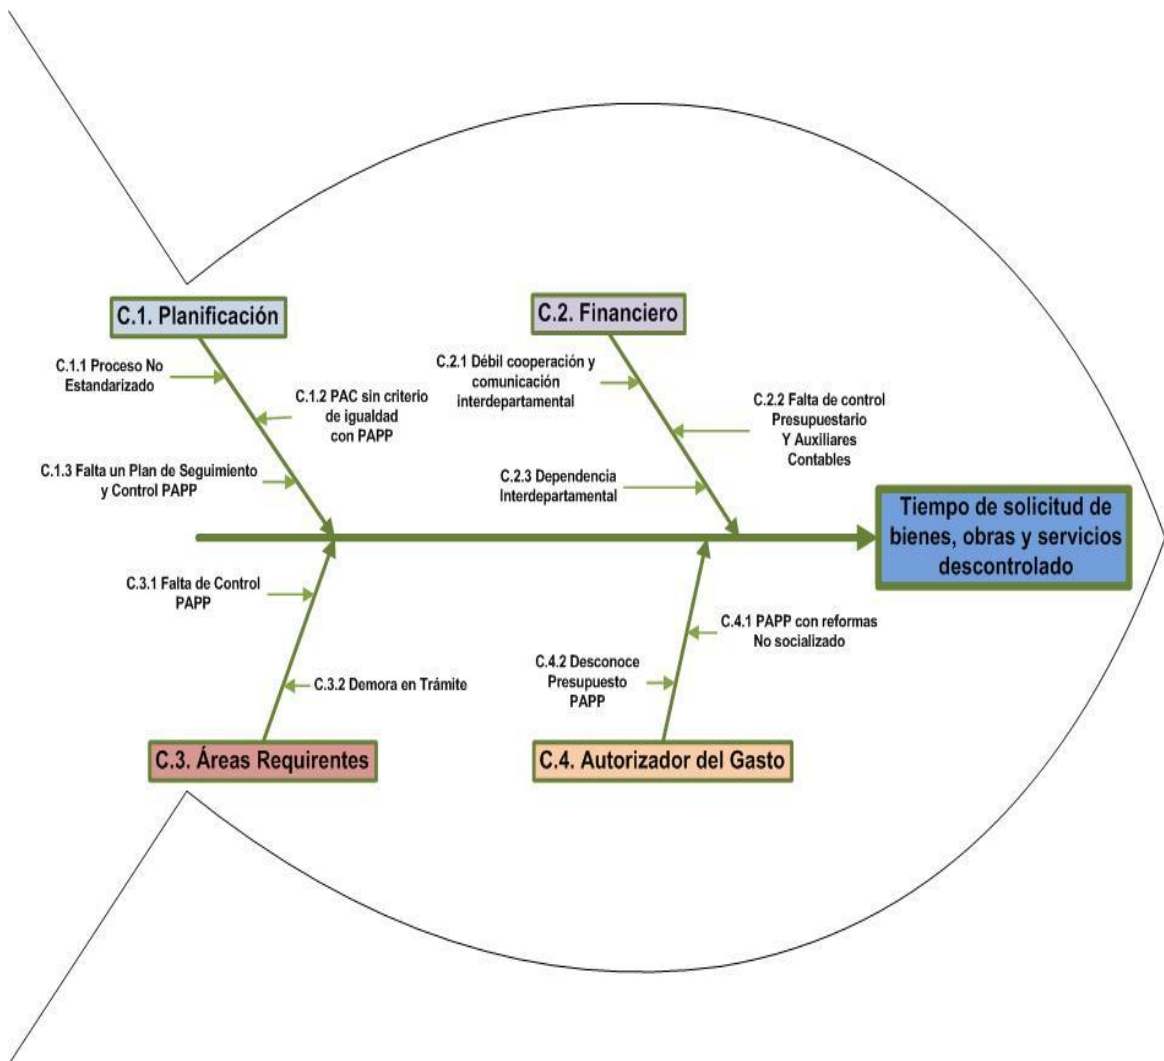 C.1. Planificación
C.1.1 Proceso No
Estandarizado
C.1.2 PAC sin criterio
de igualdad
con PAPP
C.1.3 Falta un Plan de Seguimiento
y Control PAPP
C.2. Financiero
C.2.1 Débil cooperación y
comunicación
interdepartamental
C.2.2 Falta de control
Presupuestario
Y Auxiliares
Contables
C.2.3 Dependencia
Interdepartamental
Tiempo de solicitud de
bienes, obras y servicios
descontrolado
C.3.1 Falta de Control
PAPP
C.3.2 Demora en Trámite
C.3. Áreas Requirentes
C.4.1 PAPP con reformas
No socializado
C.4.2 Desconoce
Presupuesto
PAPP
C.4. Autorizador del Gasto